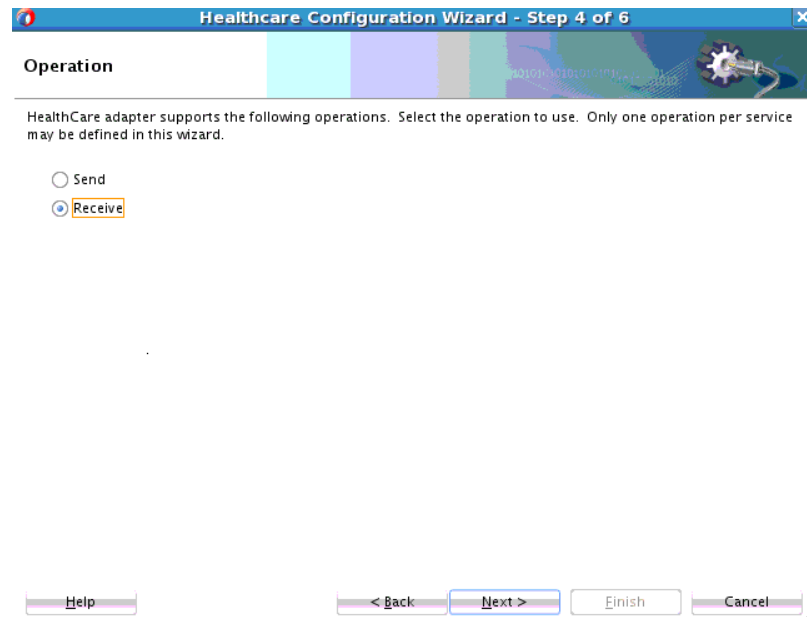 Healthcare Configuration Wizard - Step 4 of 6
Operation
HealthCare adapter supports the following operations.  Select the operation to use.  Only one operation per service
may be defined in this wizard.
Send
Receive
Help
< Back
Next >
Finish
Cancel